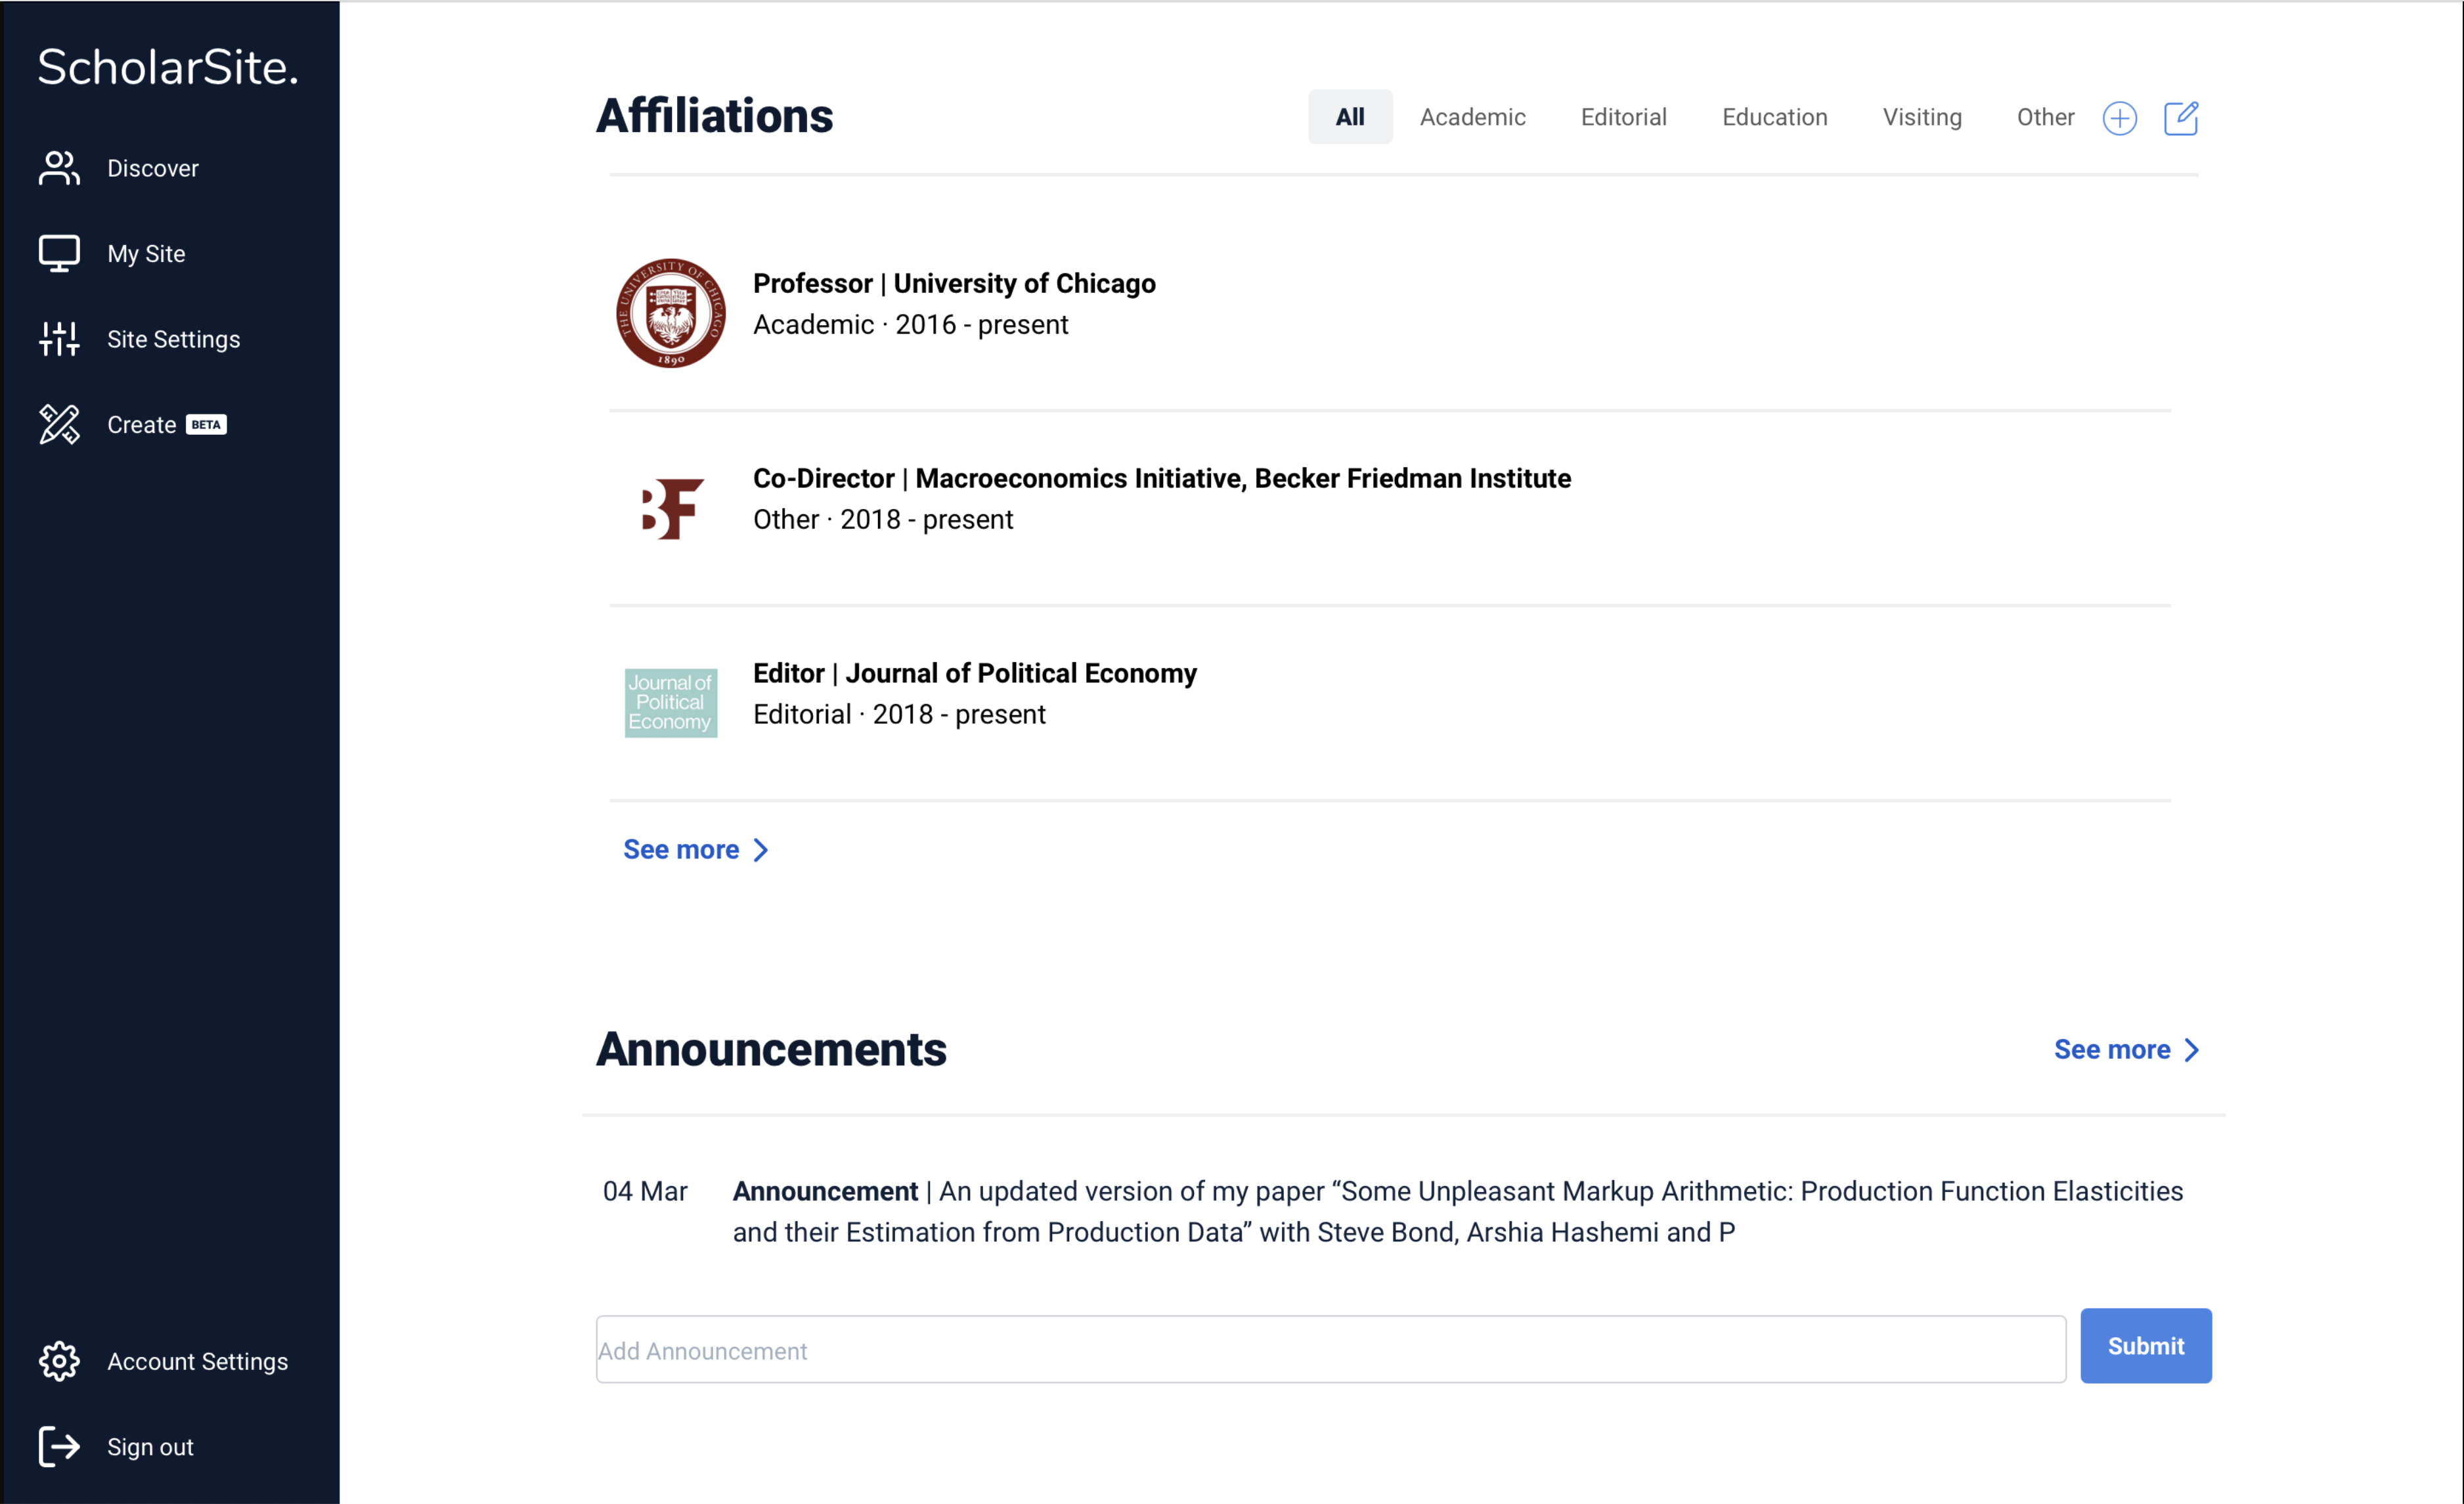 ScholarSite.
Discover
My Site
Site Settings
Create BETA
Account Settings
Sign out
Affiliations
All Academic Editorial Education Visiting Other
THE UNIVERSITY OF CHICAGO
1890
Professor | University of Chicago
Academic · 2016 - present
BF
Co-Director | Macroeconomics Initiative, Becker Friedman Institute
Other · 2018 - present
Journal of
Political
Economy
Editor | Journal of Political Economy
Editorial · 2018 - present
See more
Announcements
See more
04 Mar
Announcement | An updated version of my paper “Some Unpleasant Markup Arithmetic: Production Function Elasticities
and their Estimation from Production Data” with Steve Bond, Arshia Hashemi and P
Add Announcement
Submit